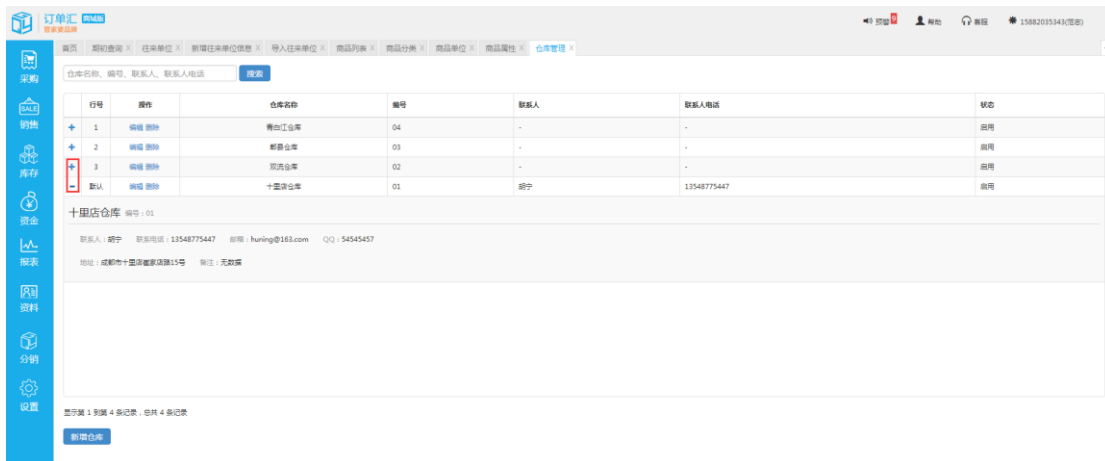 订单汇 商城版
管家婆品牌
预警 9 帮助 客服 15882035343(范忠)
首页 期初查询 X 往来单位 X 新增往来单位信息 X 导入往来单位 X 商品列表 X 商品分类 X 商品单位 X 商品属性 X 仓库管理 X
采购
SALE
销售
库存
资金
报表
资料
分销
设置
仓库名称、编号、联系人、联系人电话 搜索
行号 操作 仓库名称 编号 联系人 联系人电话 状态
+ 1 编辑 删除 青白江仓库 04 - - 启用
+ 2 编辑 删除 郫县仓库 03 - - 启用
+ 3 编辑 删除 双流仓库 02 - - 启用
- 默认 编辑 删除 十里店仓库 01 胡宁 13548775447 启用
十里店仓库 编号：01
联系人：胡宁 联系电话：13548775447 邮箱：huning@163.com QQ：54545457
地址：成都市十里店崔家店路15号 备注：无数据
显示第 1 到第 4 条记录，总共 4 条记录
新增仓库